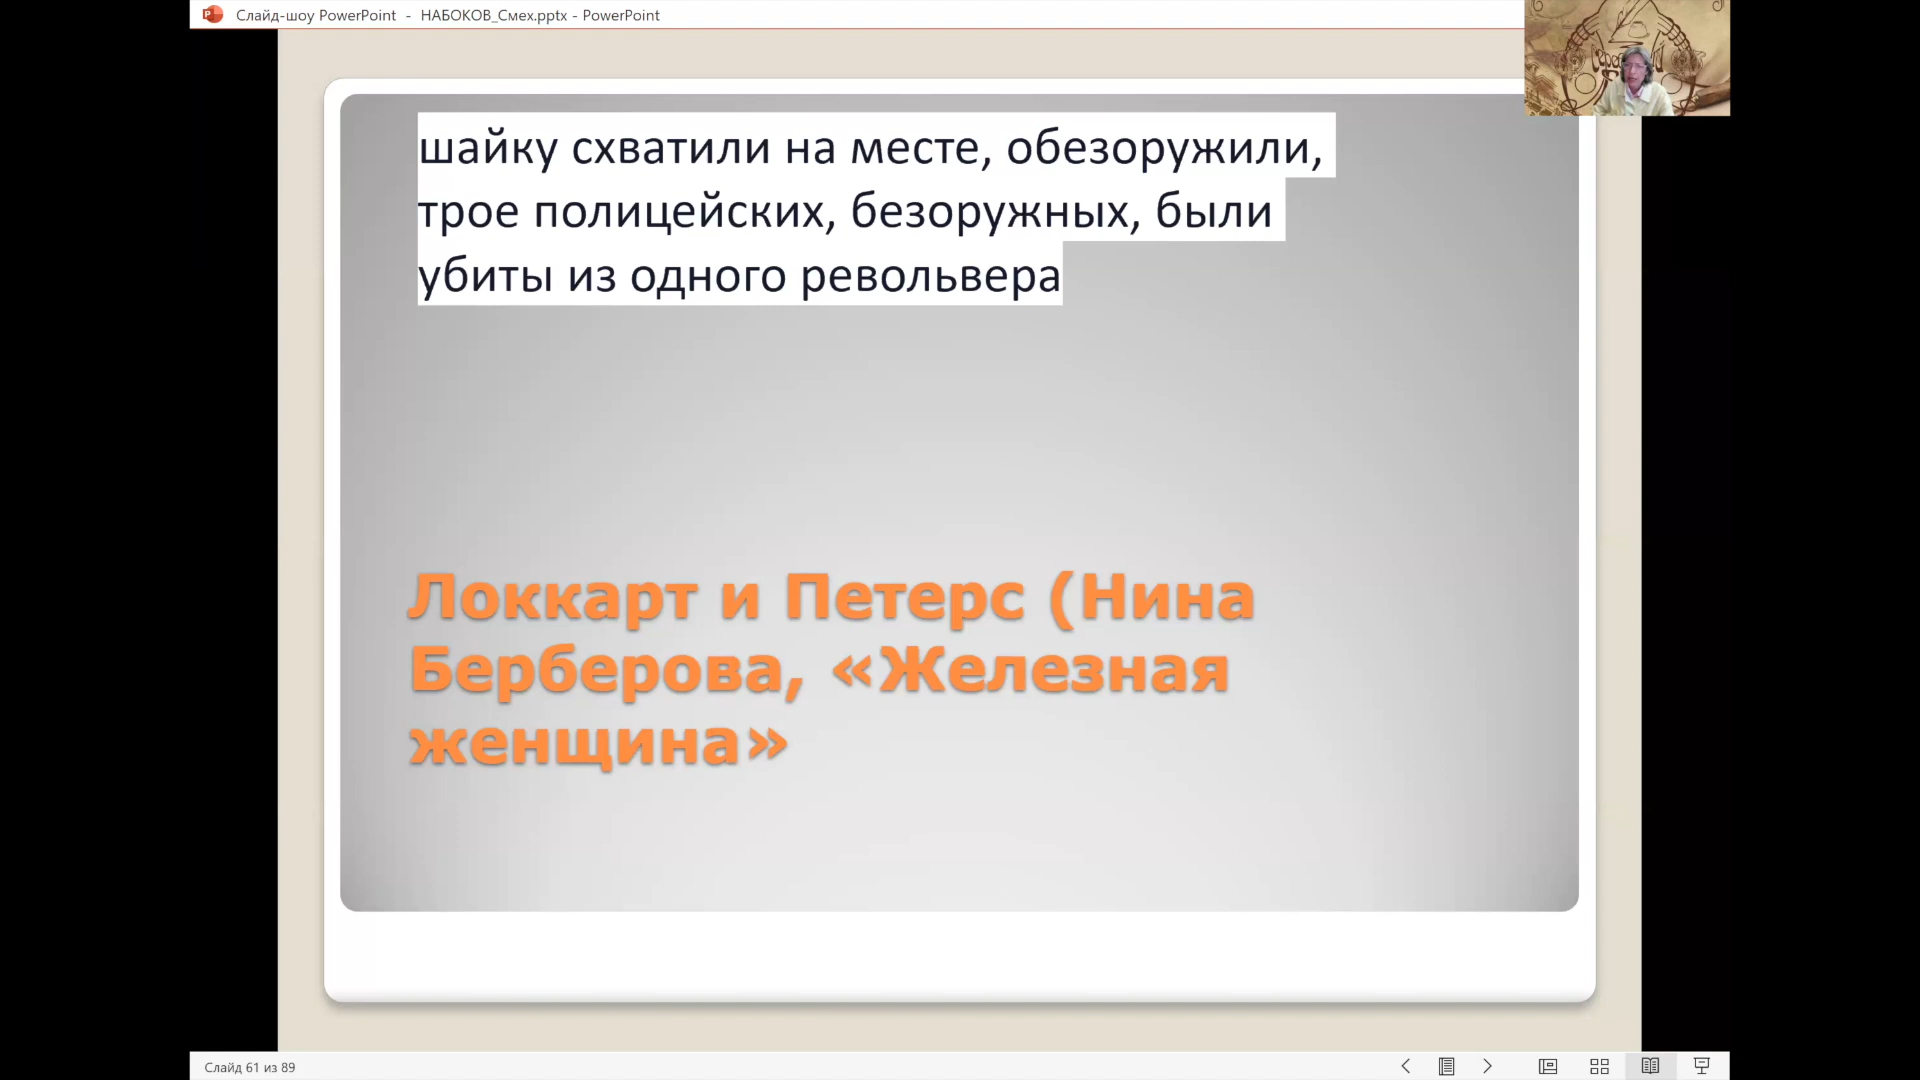 Слайд-шоу PowerPoint - НАБОКОВ_Смех.pptx - PowerPoint
шайку схватили на месте, обезоружили,
трое полицейских, безоружных, были
убиты из одного револьвера
Локкарт и Петерс (Нина
Берберова, «Железная
женщина»
Слайд 61 из 89